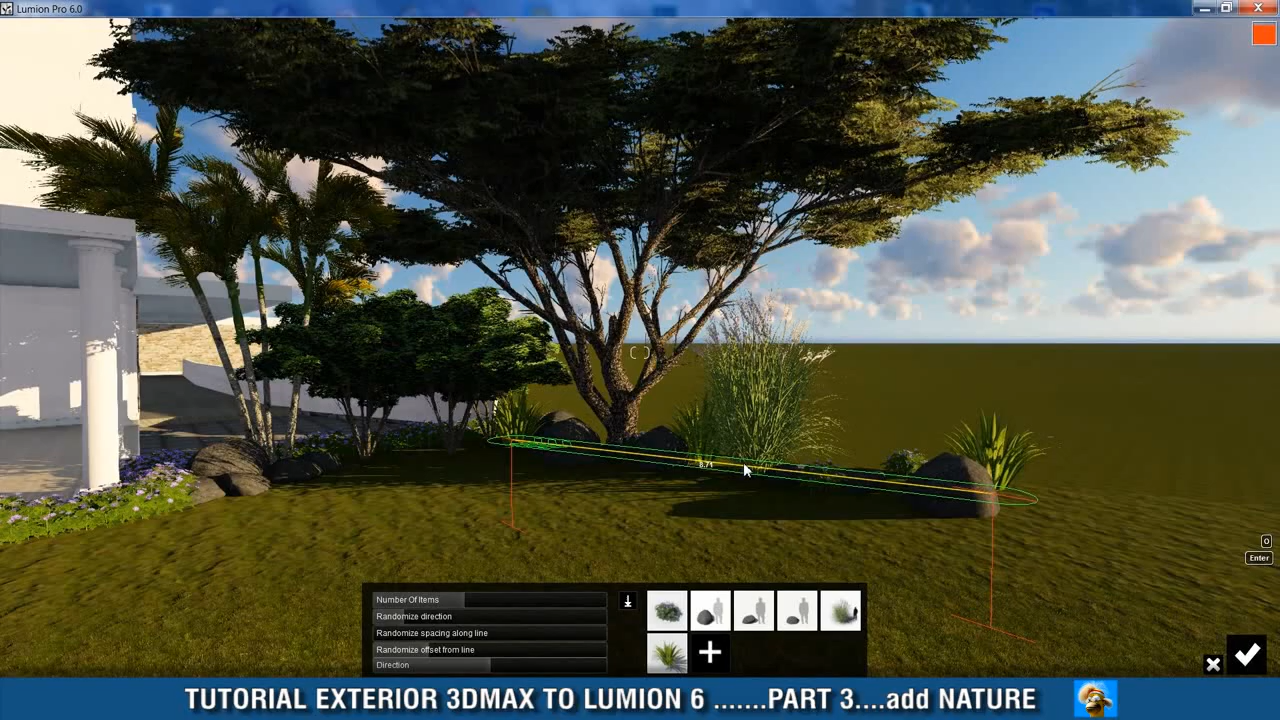 Lumion Pro 6.0
8.71
O
Enter
Number Of Items
Randomize direction
Randomize spacing along line
Randomize offset from line
Direction
TUTORIAL EXTERIOR 3DMAX TO LUMION 6 .......PART 3....add NATURE